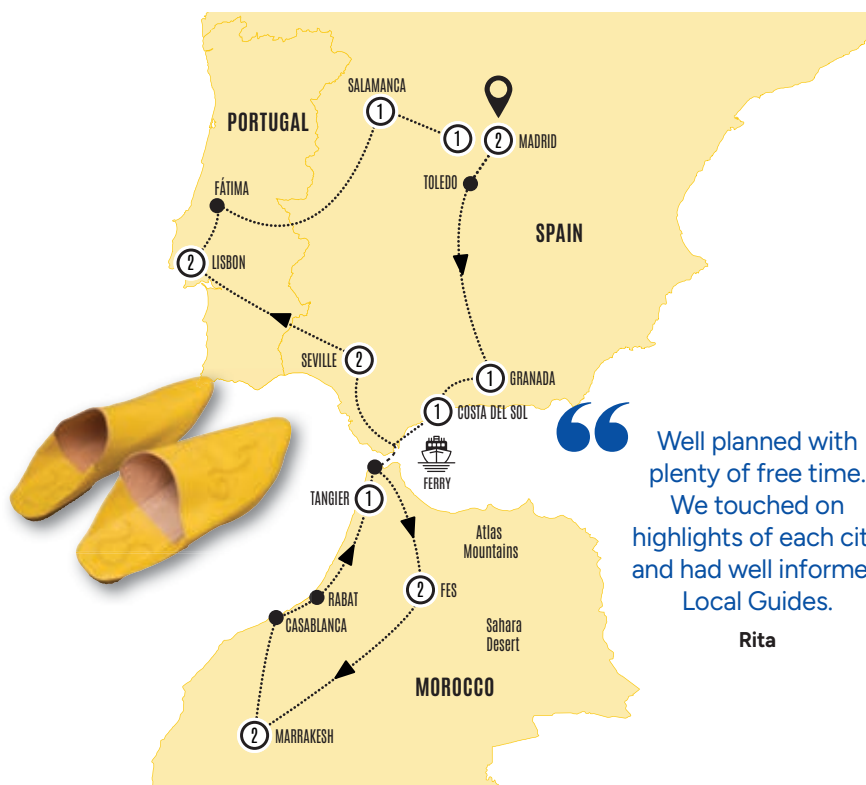 SALAMANCA
1
PORTUGAL
1
2
MADRID
TOLEDO
FÁTIMA
SPAIN
2
LISBON
SEVILLE
2
1
GRANADA
1
COSTA DEL SOL
FERRY
TANGIER
1
Atlas
Mountains
2
FES
RABAT
CASABLANCA
Sahara
Desert
MOROCCO
2
MARRAKESH
“
Well planned with
plenty of free time.
We touched on
highlights of each cit
and had well informe
Local Guides.
Rita